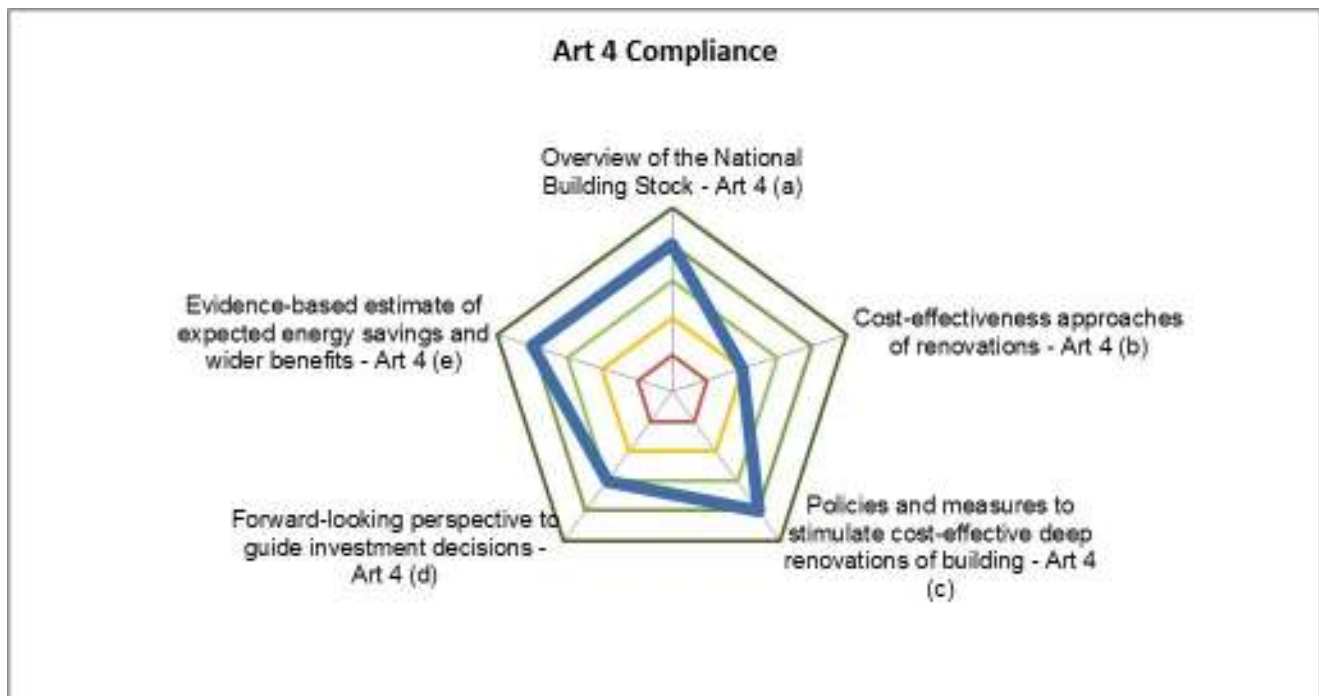 Art 4 Compliance
Overview of the National
Building Stock - Art 4 (a)
Cost-effectiveness approaches
of renovations - Art 4 (b)
Policies and measures to
stimulate cost-effective deep
renovations of building - Art 4
(c)
Forward-looking perspective to
guide investment decisions -
Art 4 (d)
Evidence-based estimate of
expected energy savings and
wider benefits - Art 4 (e)